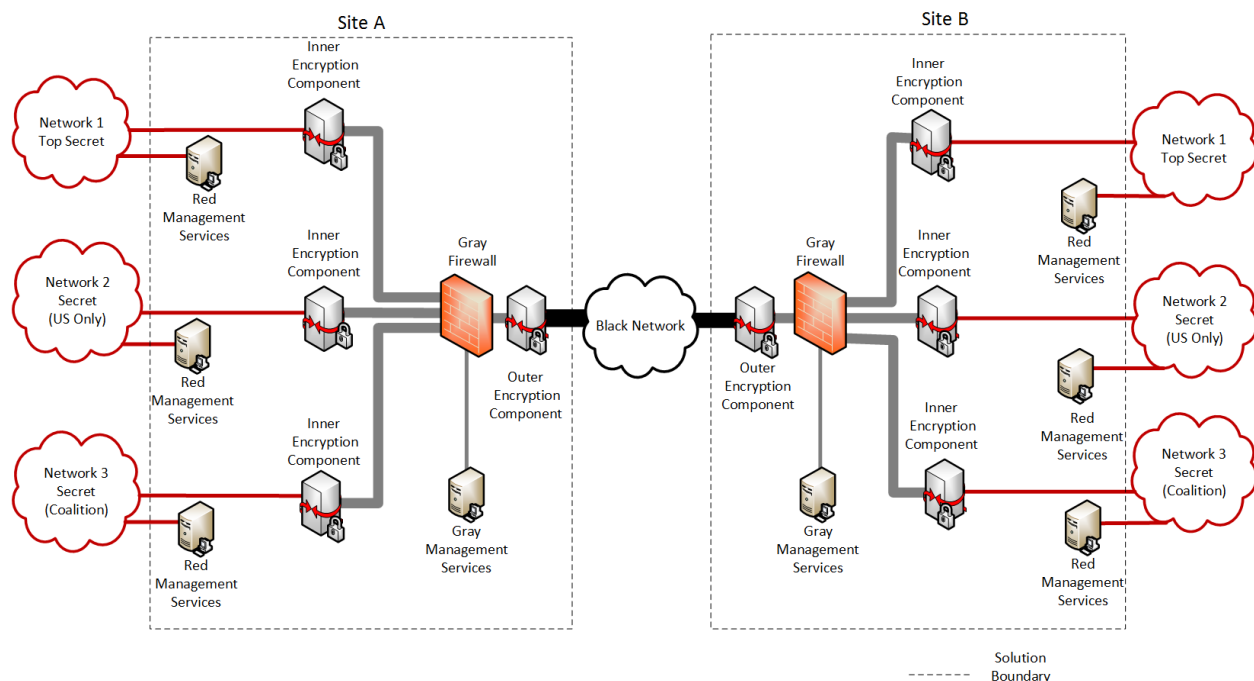 Site A
Site B
Inner
Encryption
Component
Network 1
Top Secret
Red
Management
Services
Inner
Encryption
Component
Network 2
Secret
(US Only)
Red
Management
Services
Inner
Encryption
Component
Network 3
Secret
(Coalition)
Red
Management
Services
Gray
Firewall
Outer
Encryption
Component
Gray
Management
Services
Black Network
Outer
Encryption
Component
Gray
Firewall
Gray
Management
Services
Inner
Encryption
Component
Network 1
Top Secret
Red
Management
Services
Inner
Encryption
Component
Network 2
Secret
(US Only)
Red
Management
Services
Inner
Encryption
Component
Network 3
Secret
(Coalition)
Red
Management
Services
Solution
Boundary